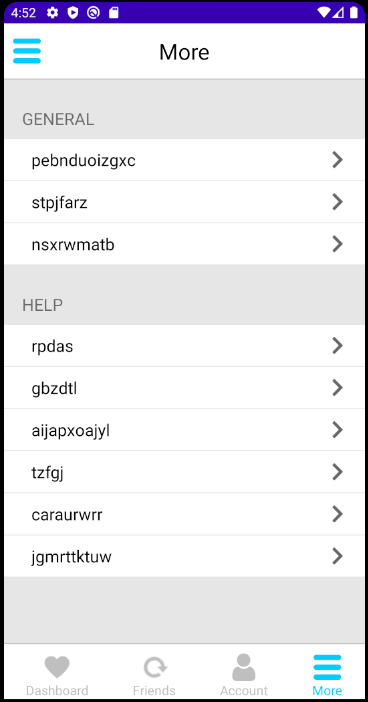 4:52
More
GENERAL
pebnduoizgxc
stpjfarz
nsxrwmatb
HELP
rpdas
gbzdtl
aijapxoajyl
tzfgj
caraurwrr
jgmrttktuw
Dashboard
Friends
Account
More